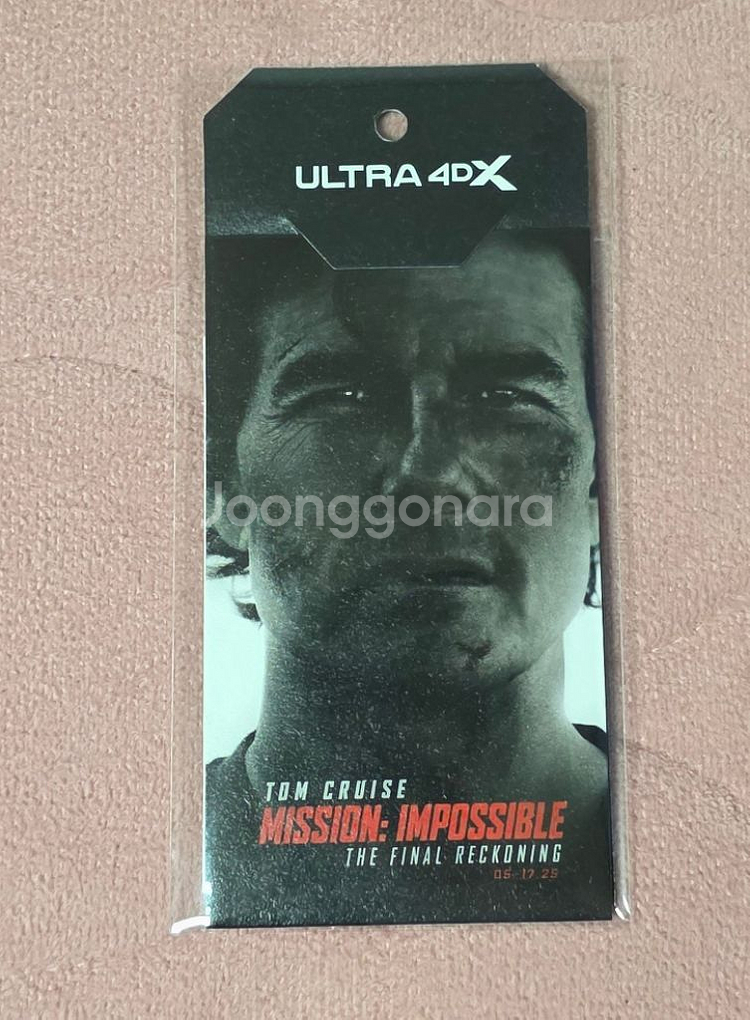 ULTRA 4DX
Joonggonara
TOM CRUISE
MISSION: IMPOSSIBLE
THE FINAL RECKONING
05 17 25